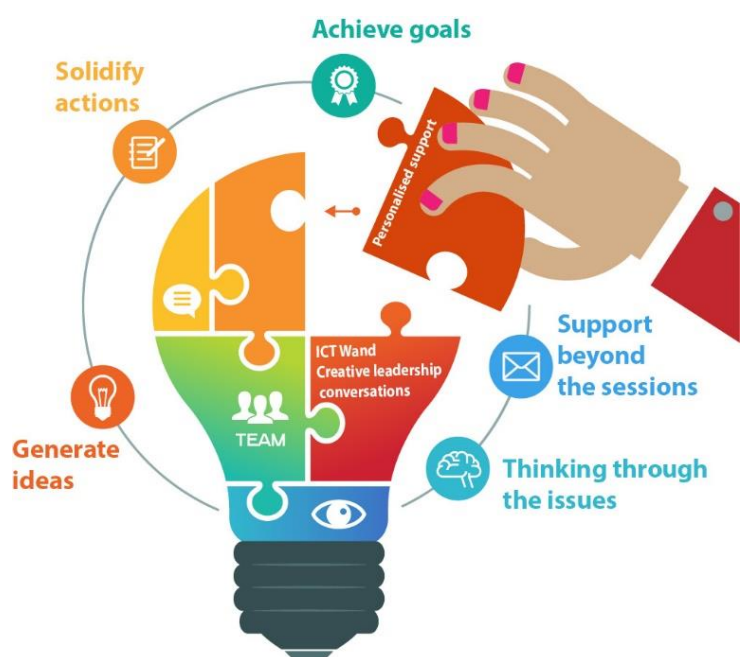 Achieve goals
Solidify
actions
Personalised support
ICT Wand
Creative leadership
conversations
TEAM
Support
beyond
the sessions
Generate
ideas
Thinking through
the issues